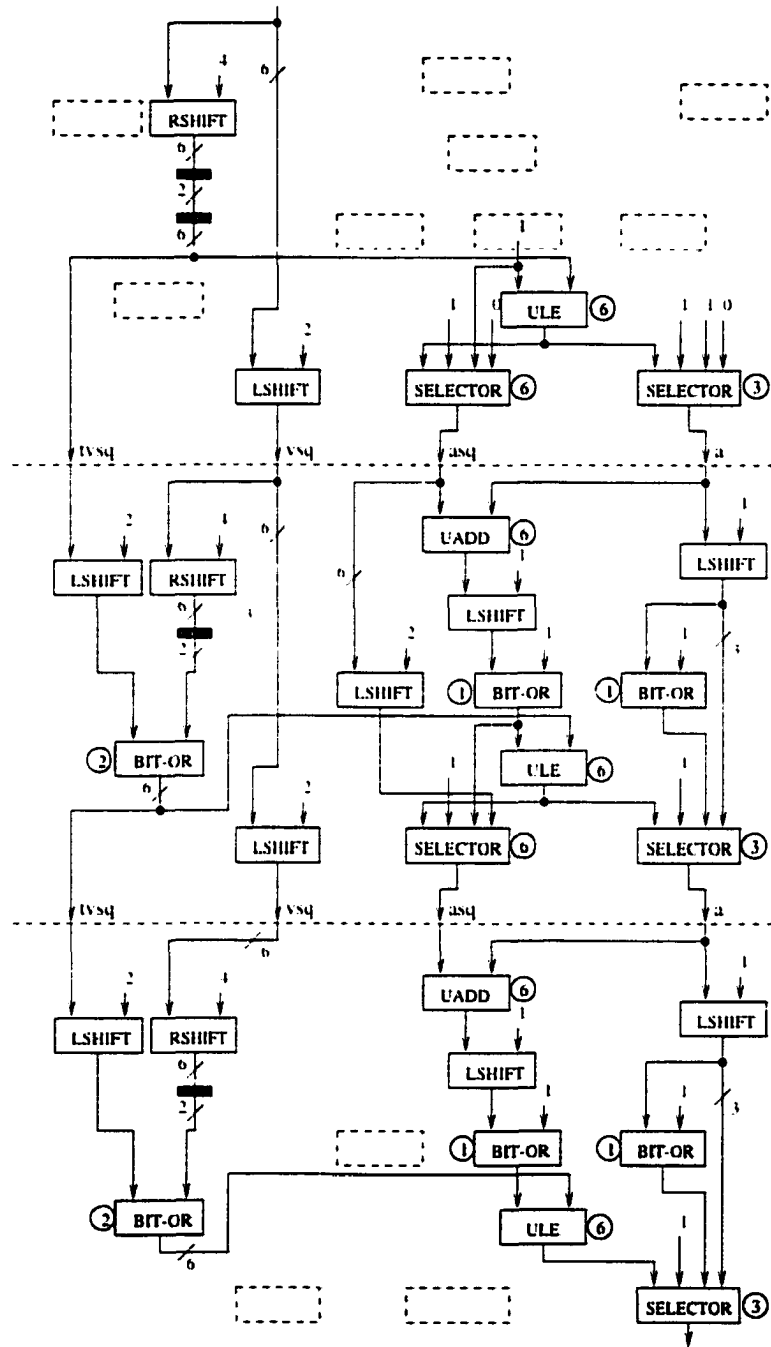 4 6
RSHIFT
6
2
6
1
ULE 6
1 0
1 1 0
2
LSHIFT
SELECTOR 6
SELECTOR 3
tvsq vsq asq a
2 4 6
UADD 6
1
LSHIFT RSHIFT
6
1
LSHIFT
6
2
LSHIFT
2
LSHIFT
1
1 BIT-OR
1
1 BIT-OR
3
2 BIT-OR
6
ULE 6
2
LSHIFT
1
SELECTOR 6
1
SELECTOR 3
tvsq vsq asq a
6
2 4
LSHIFT RSHIFT
UADD 6
1
LSHIFT
6
2
1
LSHIFT
3
1
1 BIT-OR
1
1 BIT-OR
2 BIT-OR
6
ULE 6
1
SELECTOR 3